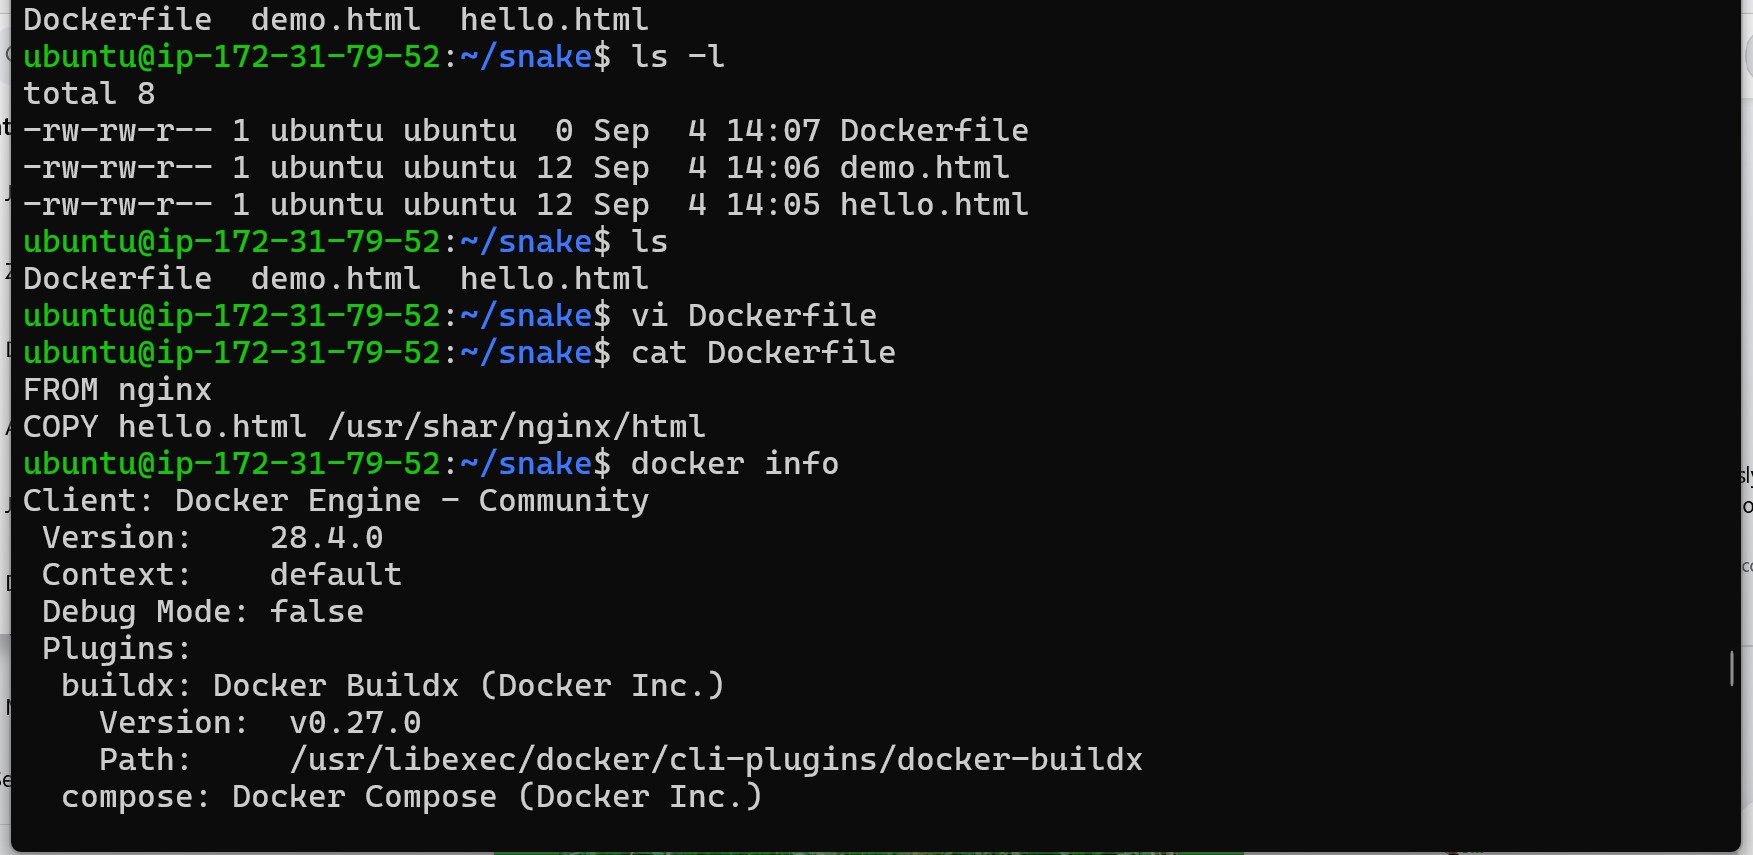 Dockerfile  demo.html  hello.html
ubuntu@ip-172-31-79-52:~/snake$ ls -l
total 8
-rw-rw-r-- 1 ubuntu ubuntu  0 Sep  4 14:07 Dockerfile
-rw-rw-r-- 1 ubuntu ubuntu 12 Sep  4 14:06 demo.html
-rw-rw-r-- 1 ubuntu ubuntu 12 Sep  4 14:05 hello.html
ubuntu@ip-172-31-79-52:~/snake$ ls
Dockerfile  demo.html  hello.html
ubuntu@ip-172-31-79-52:~/snake$ vi Dockerfile
ubuntu@ip-172-31-79-52:~/snake$ cat Dockerfile
FROM nginx
COPY hello.html /usr/shar/nginx/html
ubuntu@ip-172-31-79-52:~/snake$ docker info
Client: Docker Engine - Community
 Version:    28.4.0
 Context:    default
 Debug Mode: false
 Plugins:
  buildx: Docker Buildx (Docker Inc.)
    Version:  v0.27.0
    Path:     /usr/libexec/docker/cli-plugins/docker-buildx
  compose: Docker Compose (Docker Inc.)